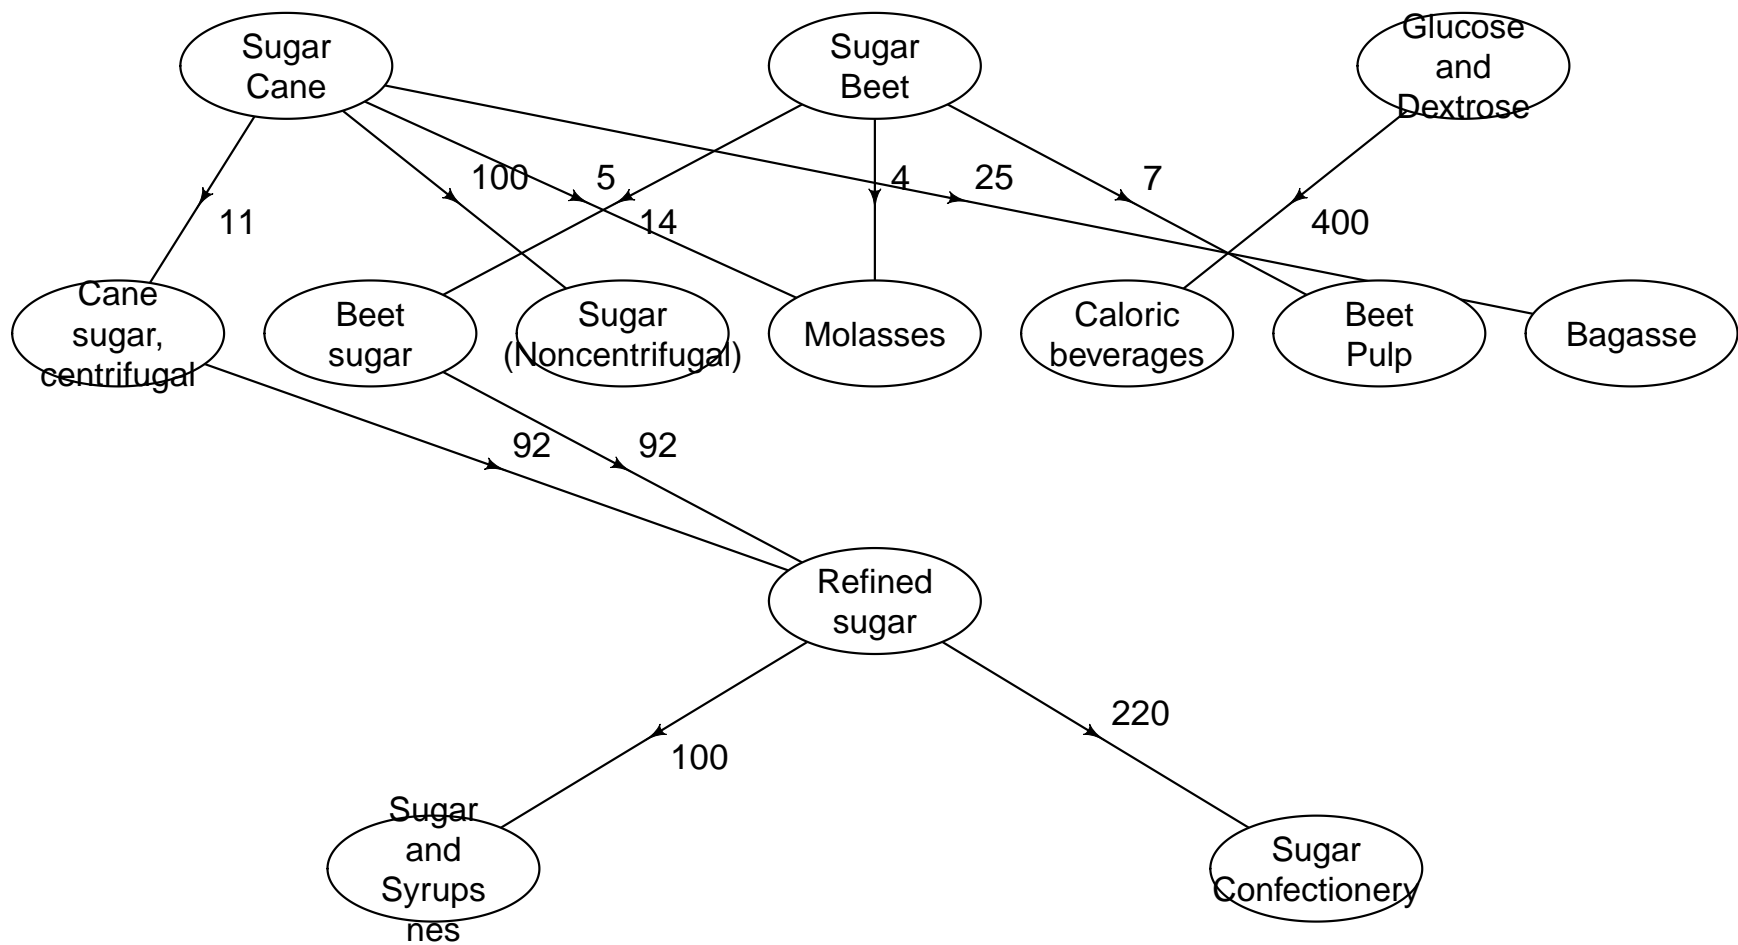 Sugar
Cane
Sugar
Beet
Glucose
and
Dextrose
100
5
4
25
7
11
14
400
Cane
sugar,
centrifugal
Beet
sugar
Sugar
(Noncentrifugal)
Molasses
Caloric
beverages
Beet
Pulp
Bagasse
92
92
Refined
sugar
220
100
Sugar
and
Syrups
nes
Sugar
Confectionery